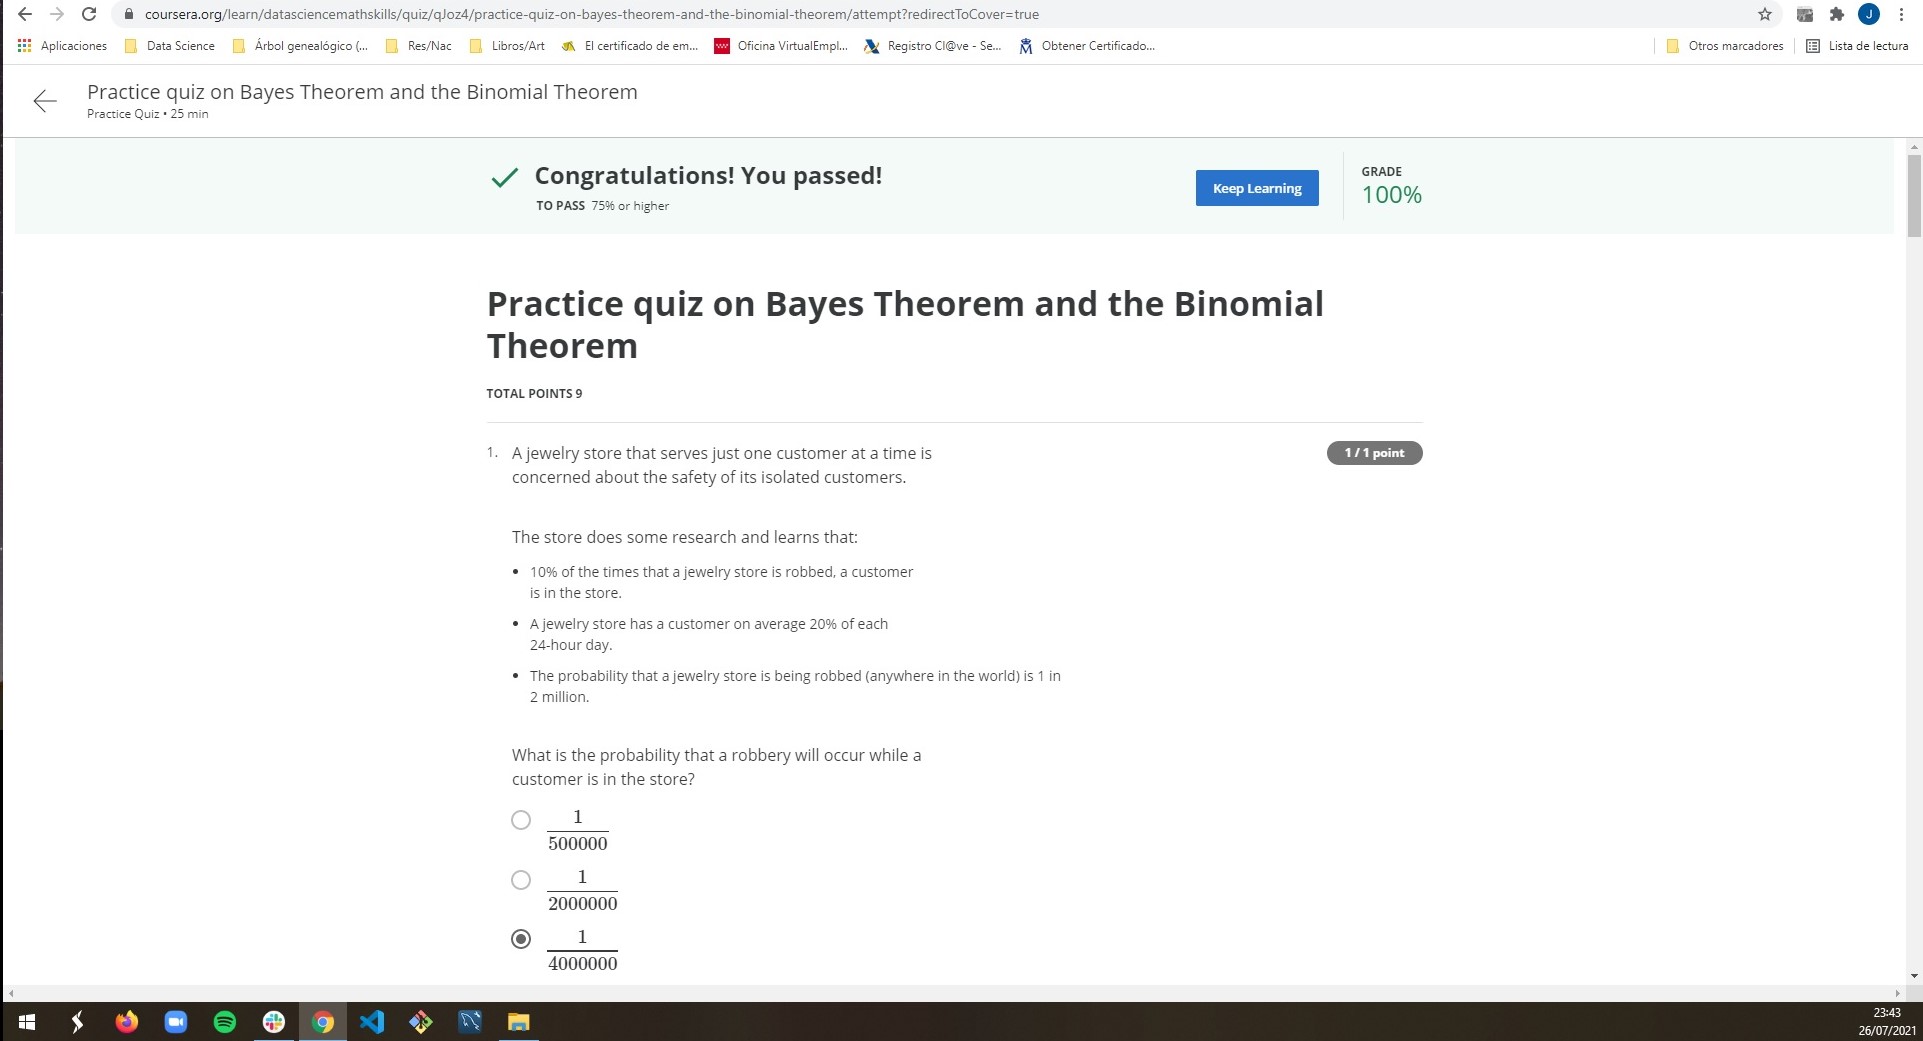 coursera.org/learn/datasciencemathskills/quiz/qJoz4/practice-quiz-on-bayes-theorem-and-the-binomial-theorem/attempt?redirectToCover=true
J
Aplicaciones Data Science Árbol genealógico (... Res/Nac Libros/Art El certificado de em... Oficina VirtualEmpl... Registro Cl@ve - Se... Obtener Certificado... Otros marcadores Lista de lectura
Practice quiz on Bayes Theorem and the Binomial Theorem
Practice Quiz • 25 min
Congratulations! You passed!
TO PASS 75% or higher
Keep Learning
GRADE
100%
Practice quiz on Bayes Theorem and the Binomial
Theorem
TOTAL POINTS 9
1. A jewelry store that serves just one customer at a time is
concerned about the safety of its isolated customers.
1 / 1 point
The store does some research and learns that:
• 10% of the times that a jewelry store is robbed, a customer
is in the store.
• A jewelry store has a customer on average 20% of each
24-hour day.
• The probability that a jewelry store is being robbed (anywhere in the world) is 1 in
2 million.
What is the probability that a robbery will occur while a
customer is in the store?
1
500000
1
2000000
1
4000000
23:43
26/07/2021